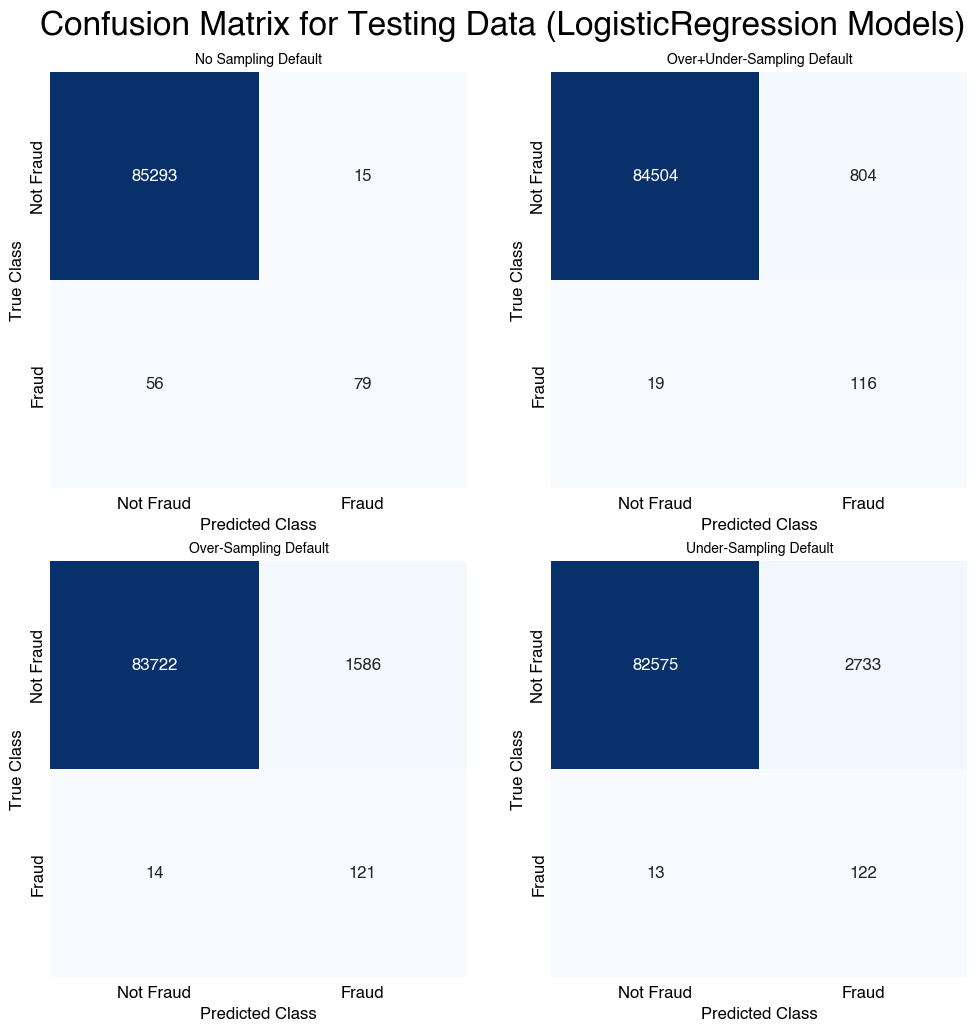 Confusion Matrix for Testing Data (LogisticRegression Models)
No Sampling Default
True Class
Not Fraud
85293
15
Fraud
56
79
Not Fraud
Fraud
Predicted Class
Over+Under-Sampling Default
True Class
Not Fraud
84504
804
Fraud
19
116
Not Fraud
Fraud
Predicted Class
Over-Sampling Default
True Class
Not Fraud
83722
1586
Fraud
14
121
Not Fraud
Fraud
Predicted Class
Under-Sampling Default
True Class
Not Fraud
82575
2733
Fraud
13
122
Not Fraud
Fraud
Predicted Class